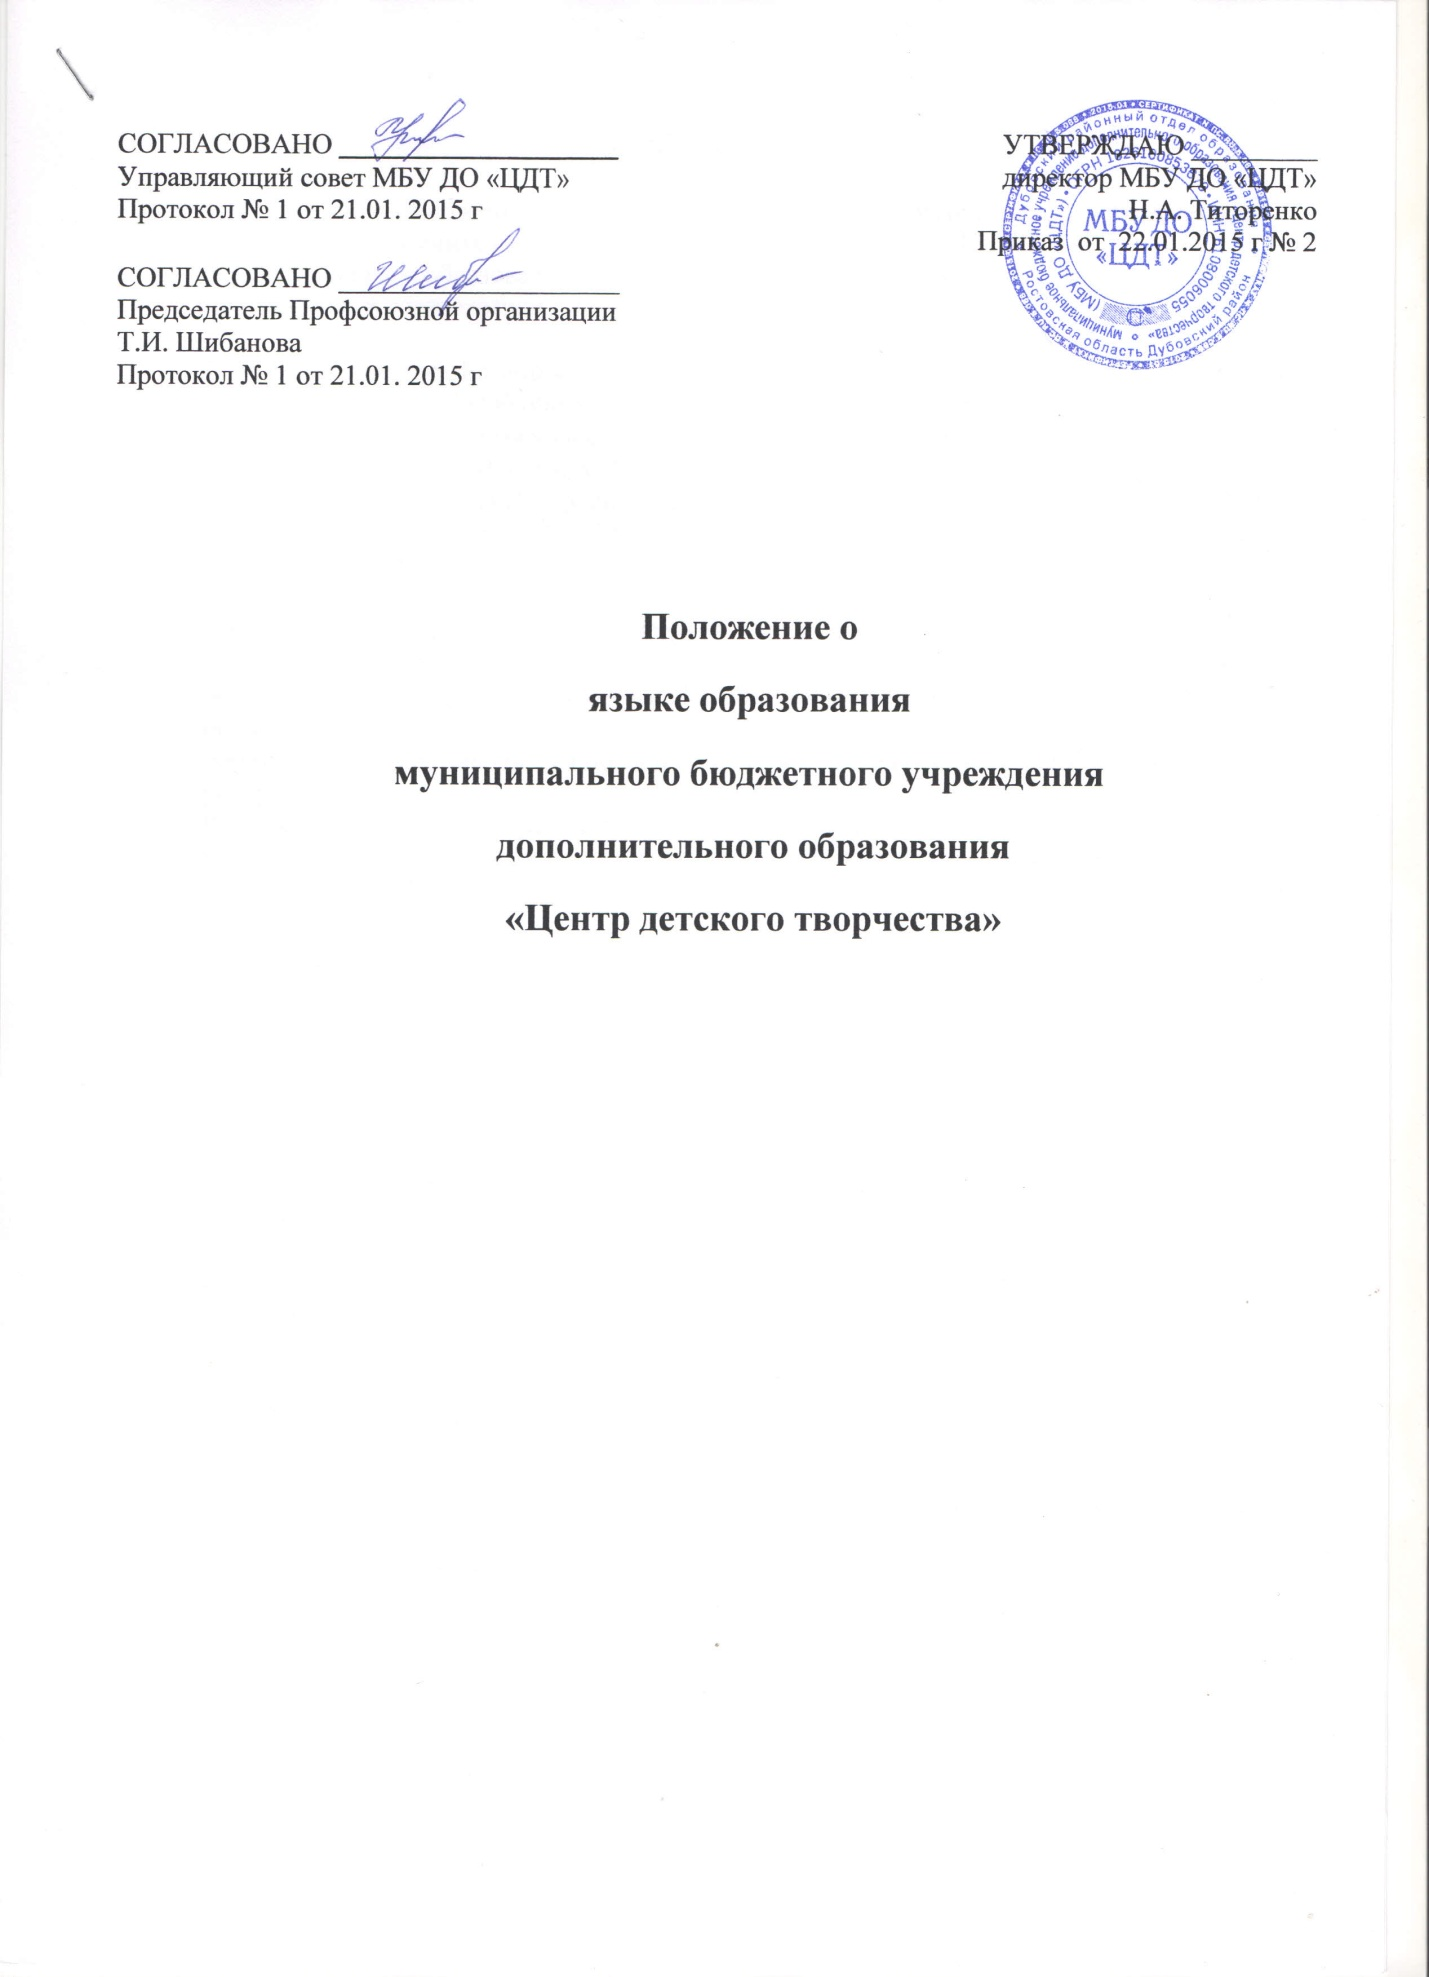 СОГЛАСОВАНО
Управляющий совет МБУ ДО «ЦДТ»
Протокол № 1 от 21.01. 2015 г
СОГЛАСОВАНО
Председатель Профсоюзной организации
Т.И. Шибанова
Протокол № 1 от 21.01. 2015 г
УТВЕРЖДАЮ
директор МБУ ДО «ЦДТ»
Н.А. Титоренко
Приказ от 22.01.2015 г № 2
МБУ ДО
«ЦДТ»
Ростовская область Дубовский район
Положение о
языке образования
муниципального бюджетного учреждения
дополнительного образования
«Центр детского творчества»